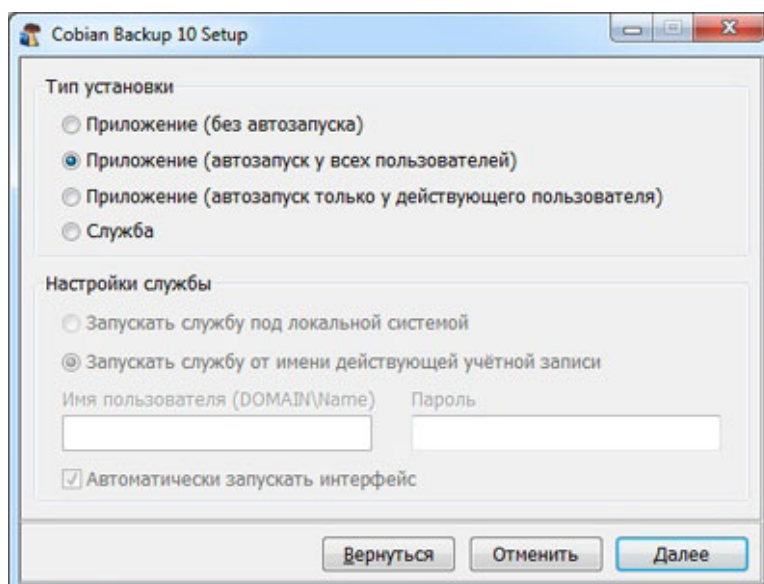 Cobian Backup 10 Setup
Тип установки
Приложение (без автозапуска)
Приложение (автозапуск у всех пользователей)
Приложение (автозапуск только у действующего пользователя)
Служба
Настройки службы
Запускать службу под локальной системой
Запускать службу от имени действующей учётной записи
Имя пользователя (DOMAIN\Name) Пароль
Автоматически запускать интерфейс
Вернуться Отменить Далее